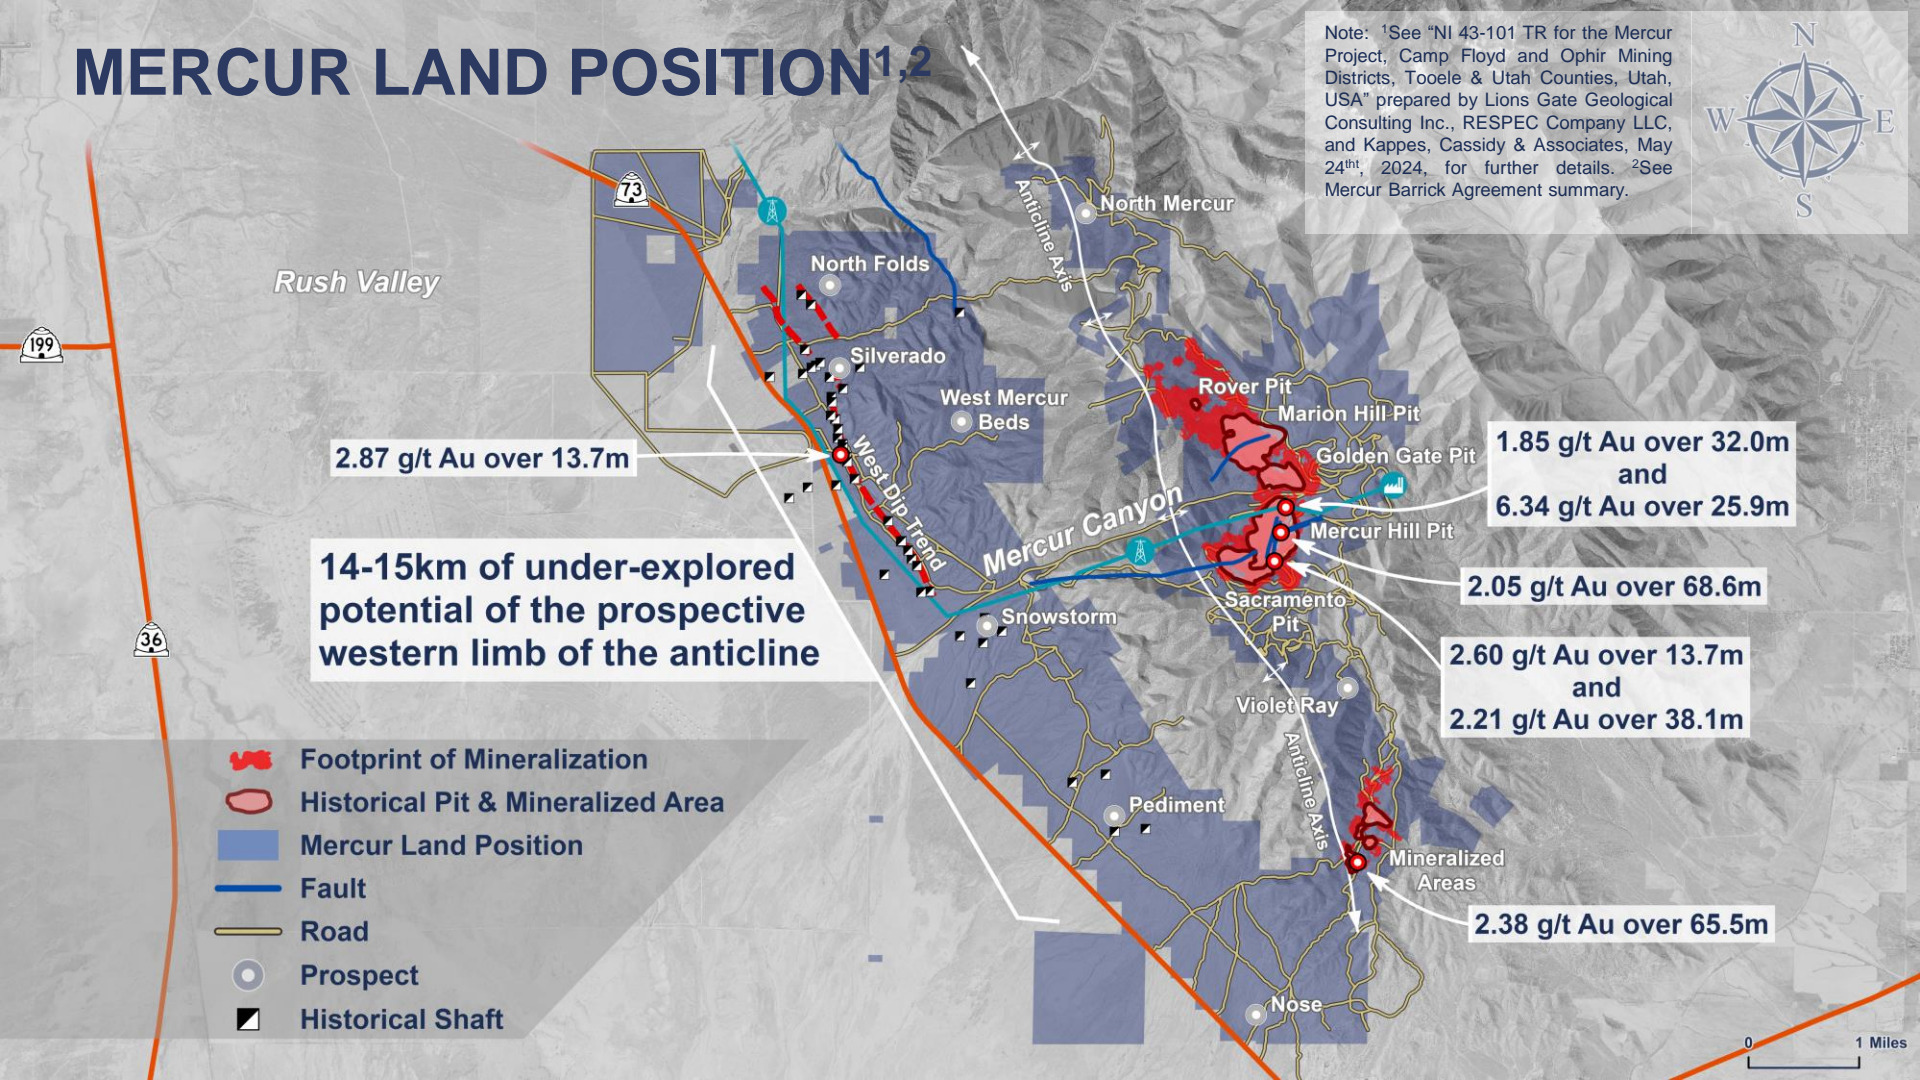 MERCUR LAND POSITION1,2
Note: 1See “NI 43-101 TR for the Mercur
Project, Camp Floyd and Ophir Mining
Districts, Tooele & Utah Counties, Utah,
USA” prepared by Lions Gate Geological
Consulting Inc., RESPEC Company LLC,
and Kappes, Cassidy & Associates, May
24tht, 2024, for further details. 2See
Mercur Barrick Agreement summary.
N
W
E
S
73
199
36
Rush Valley
North Mercur
Anticline Axis
North Folds
Silverado
West Mercur
Beds
West Dip Trend
Rover Pit
Marion Hill Pit
Golden Gate Pit
Mercur Canyon
Mercur Hill Pit
Sacramento
Pit
Snowstorm
Violet Ray
Anticline Axis
Pediment
Mineralized
Areas
Nose
2.87 g/t Au over 13.7m
1.85 g/t Au over 32.0m
and
6.34 g/t Au over 25.9m
2.05 g/t Au over 68.6m
2.60 g/t Au over 13.7m
and
2.21 g/t Au over 38.1m
2.38 g/t Au over 65.5m
14-15km of under-explored
potential of the prospective
western limb of the anticline
Footprint of Mineralization
Historical Pit & Mineralized Area
Mercur Land Position
Fault
Road
Prospect
Historical Shaft
0
1 Miles